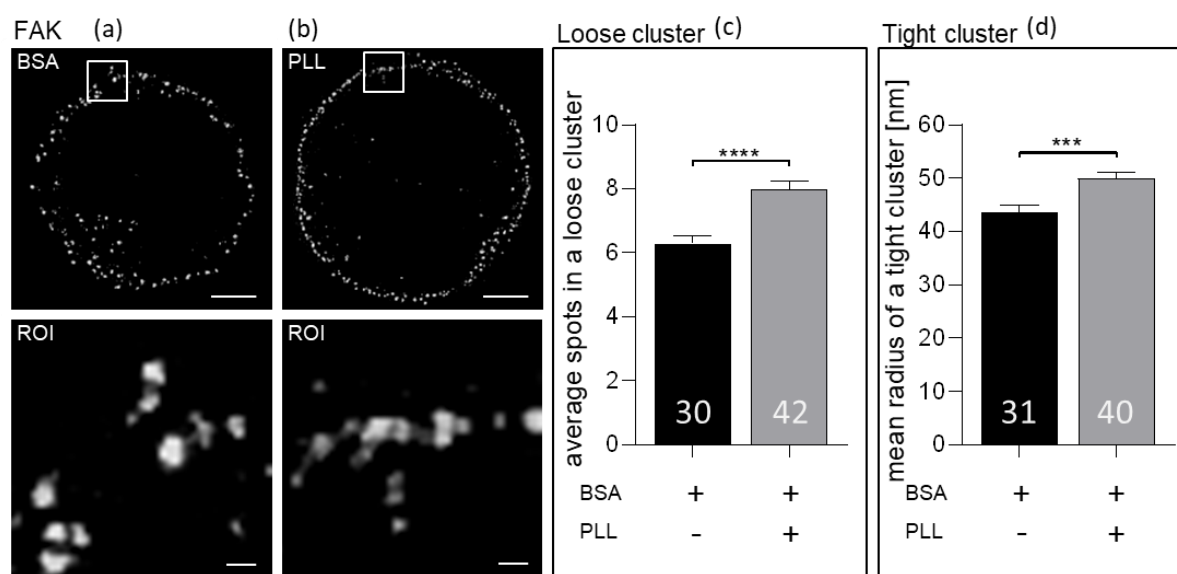 FAK (a)
BSA
ROI
(b)
PLL
ROI
Loose cluster (c)
average spots in a loose cluster
10
8
6
4
2
0
****
30 42
BSA + +
PLL - +
Tight cluster (d)
mean radius of a tight cluster [nm]
60
50
40
30
20
10
0
***
31 40
BSA + +
PLL - +